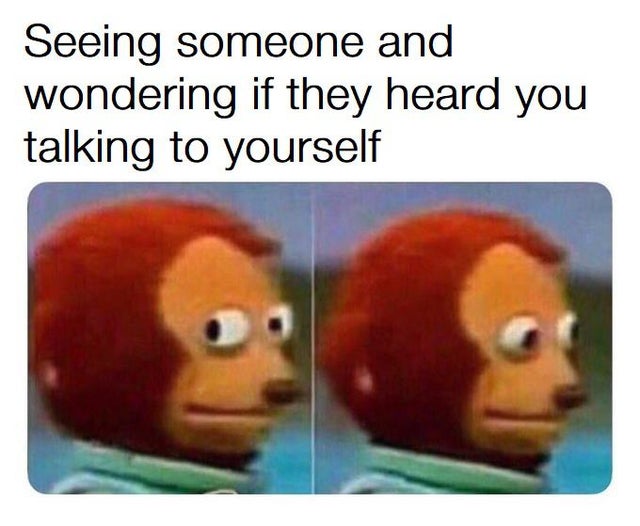 Seeing someone and
wondering if they heard you
talking to yourself